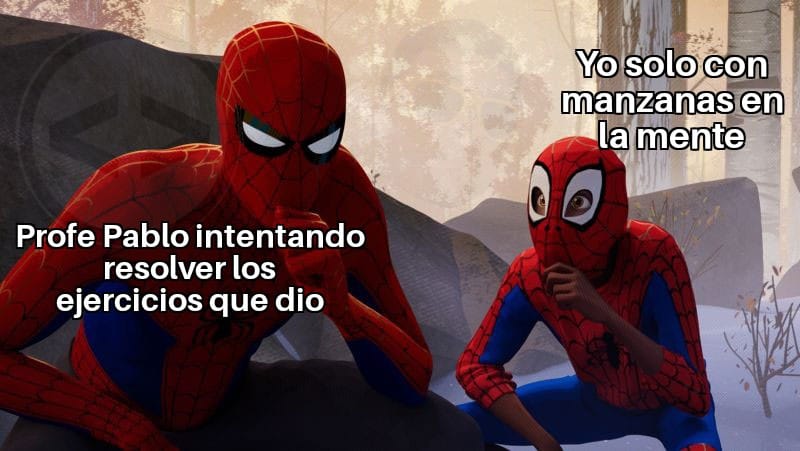 Yo solo con
manzanas en
la mente
Profe Pablo intentando
resolver los
ejercicios que dio